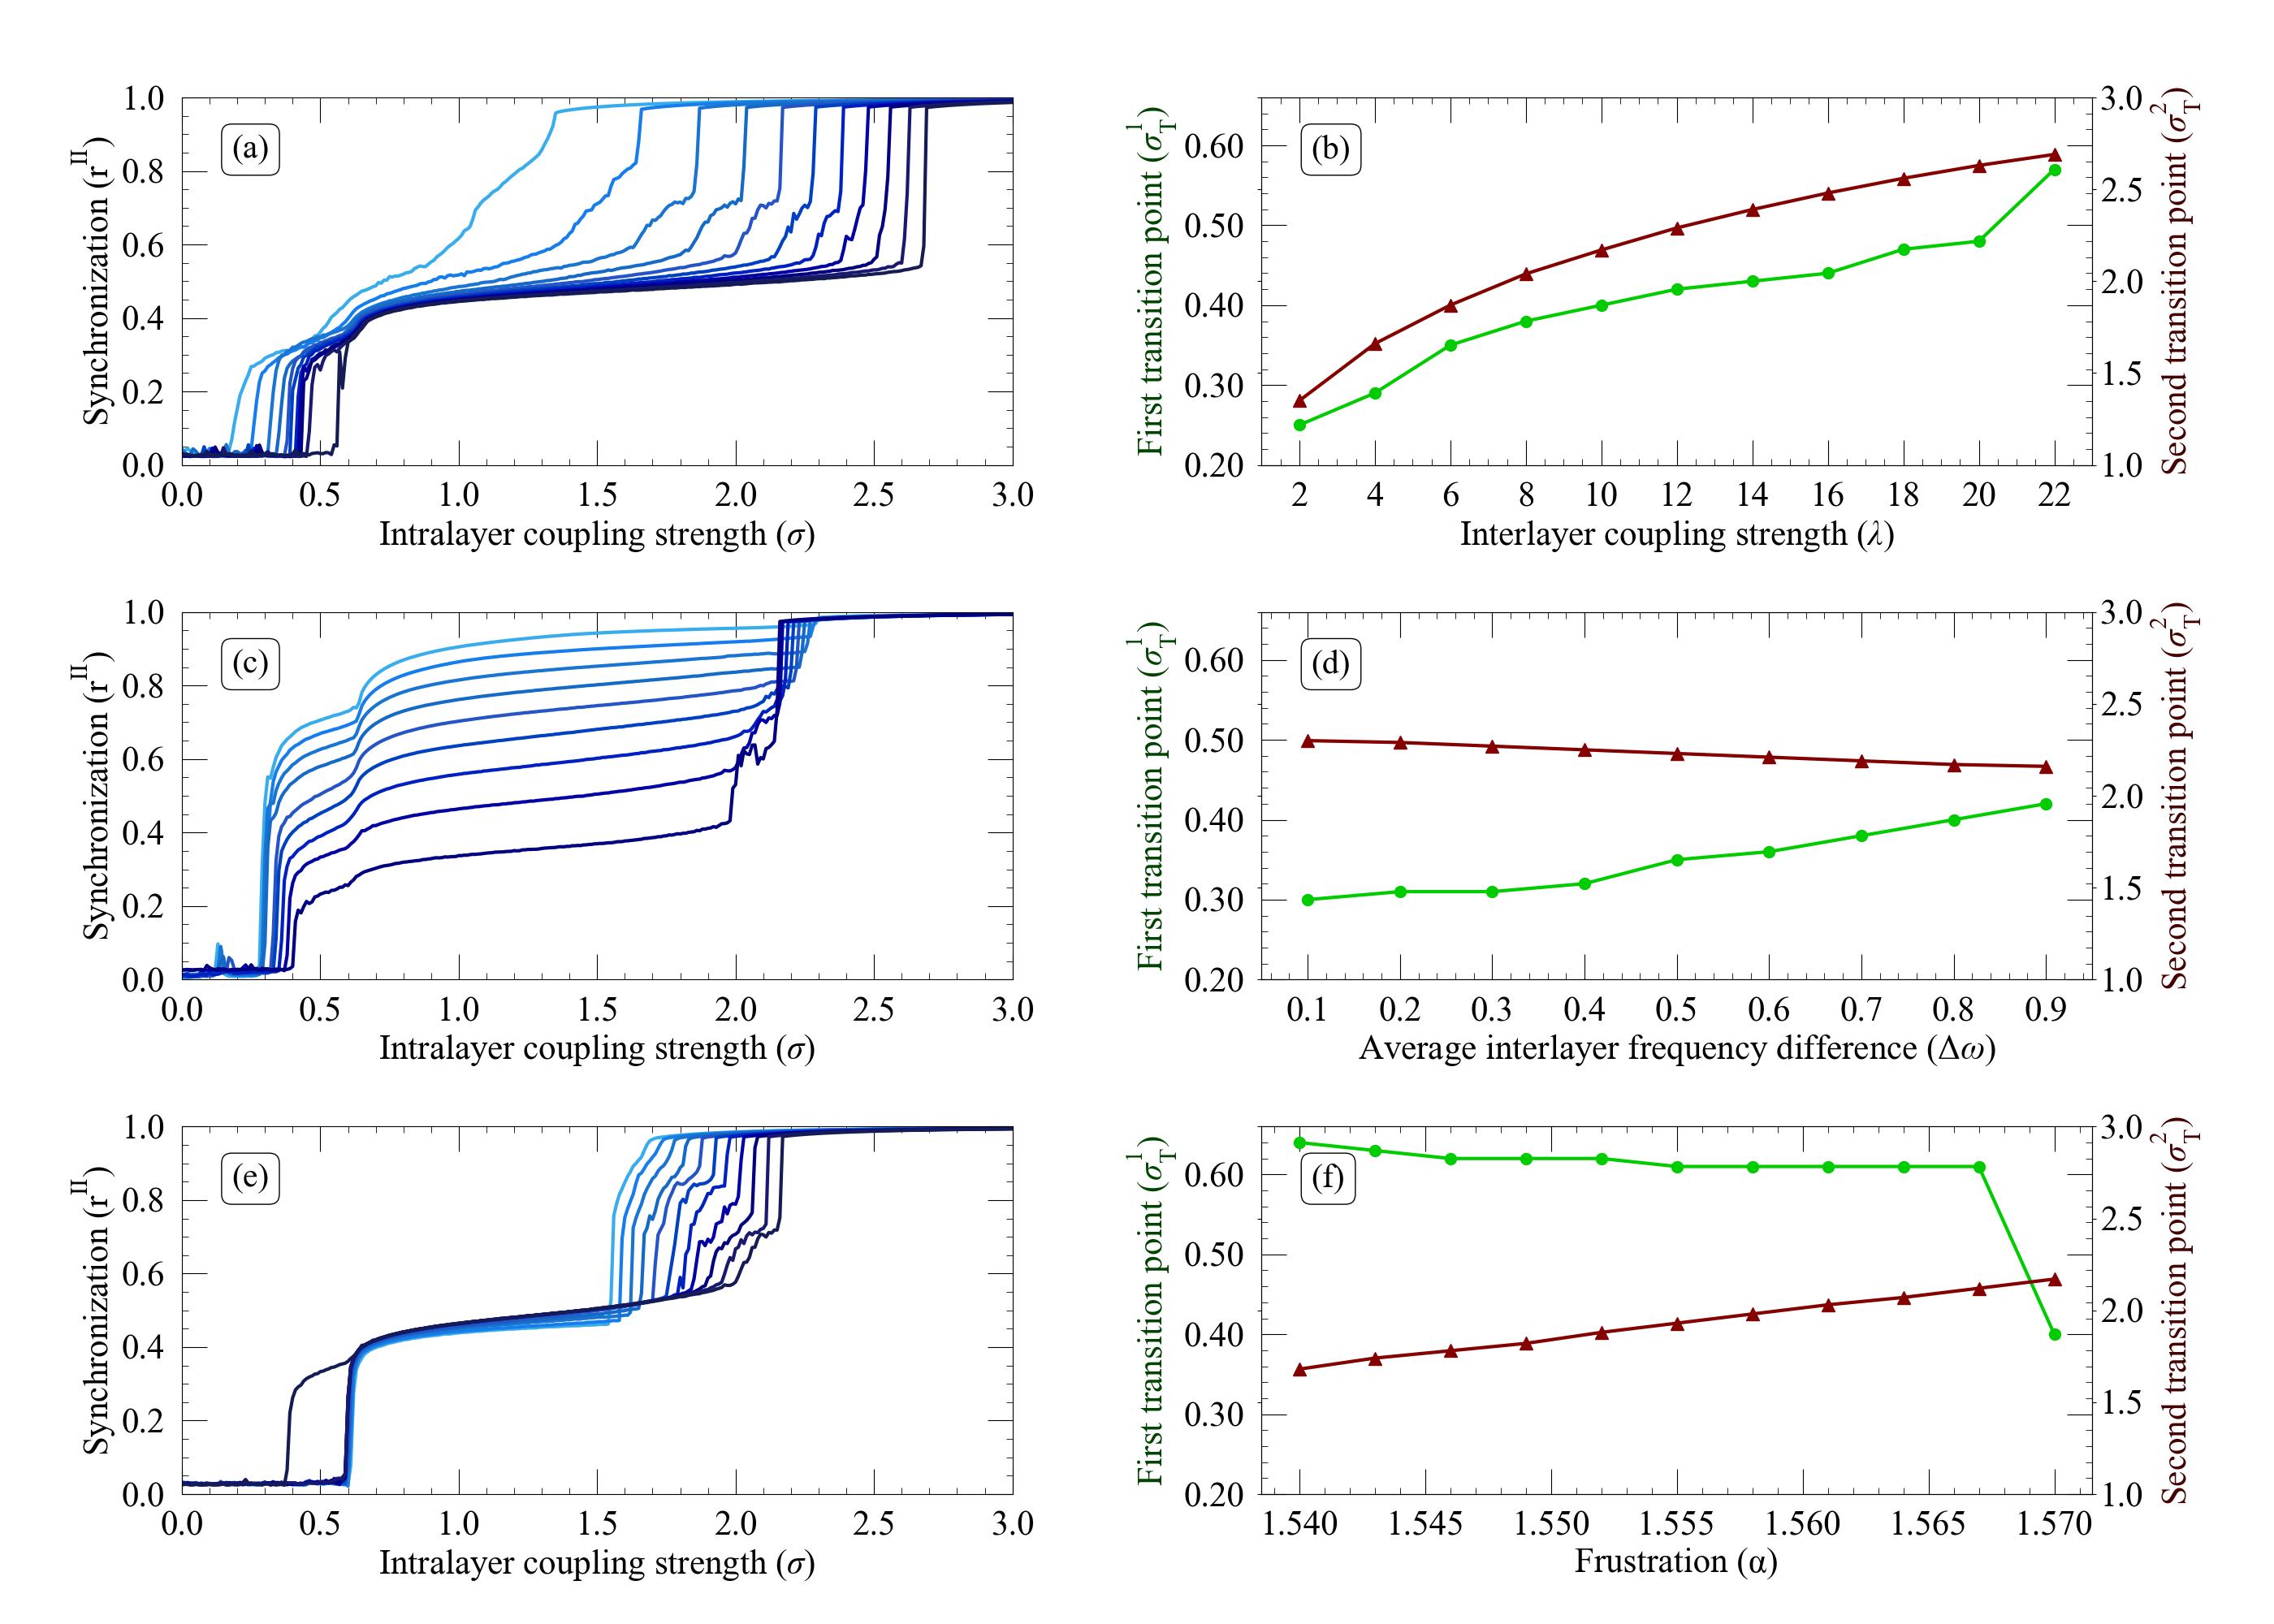 (a)
1.0
0.8
0.6
0.4
0.2
0.0
Synchronization (r^II)
0.0 0.5 1.0 1.5 2.0 2.5 3.0
Intralayer coupling strength (σ)
(b)
0.60
0.50
0.40
0.30
0.20
First transition point (σ_T^1)
3.0
2.5
2.0
1.5
1.0
Second transition point (σ_T^2)
2 4 6 8 10 12 14 16 18 20 22
Interlayer coupling strength (λ)
(c)
1.0
0.8
0.6
0.4
0.2
0.0
Synchronization (r^II)
0.0 0.5 1.0 1.5 2.0 2.5 3.0
Intralayer coupling strength (σ)
(d)
0.60
0.50
0.40
0.30
0.20
First transition point (σ_T^1)
3.0
2.5
2.0
1.5
1.0
Second transition point (σ_T^2)
0.1 0.2 0.3 0.4 0.5 0.6 0.7 0.8 0.9
Average interlayer frequency difference (Δω)
(e)
1.0
0.8
0.6
0.4
0.2
0.0
Synchronization (r^II)
0.0 0.5 1.0 1.5 2.0 2.5 3.0
Intralayer coupling strength (σ)
(f)
0.60
0.50
0.40
0.30
0.20
First transition point (σ_T^1)
3.0
2.5
2.0
1.5
1.0
Second transition point (σ_T^2)
1.540 1.545 1.550 1.555 1.560 1.565 1.570
Frustration (α)